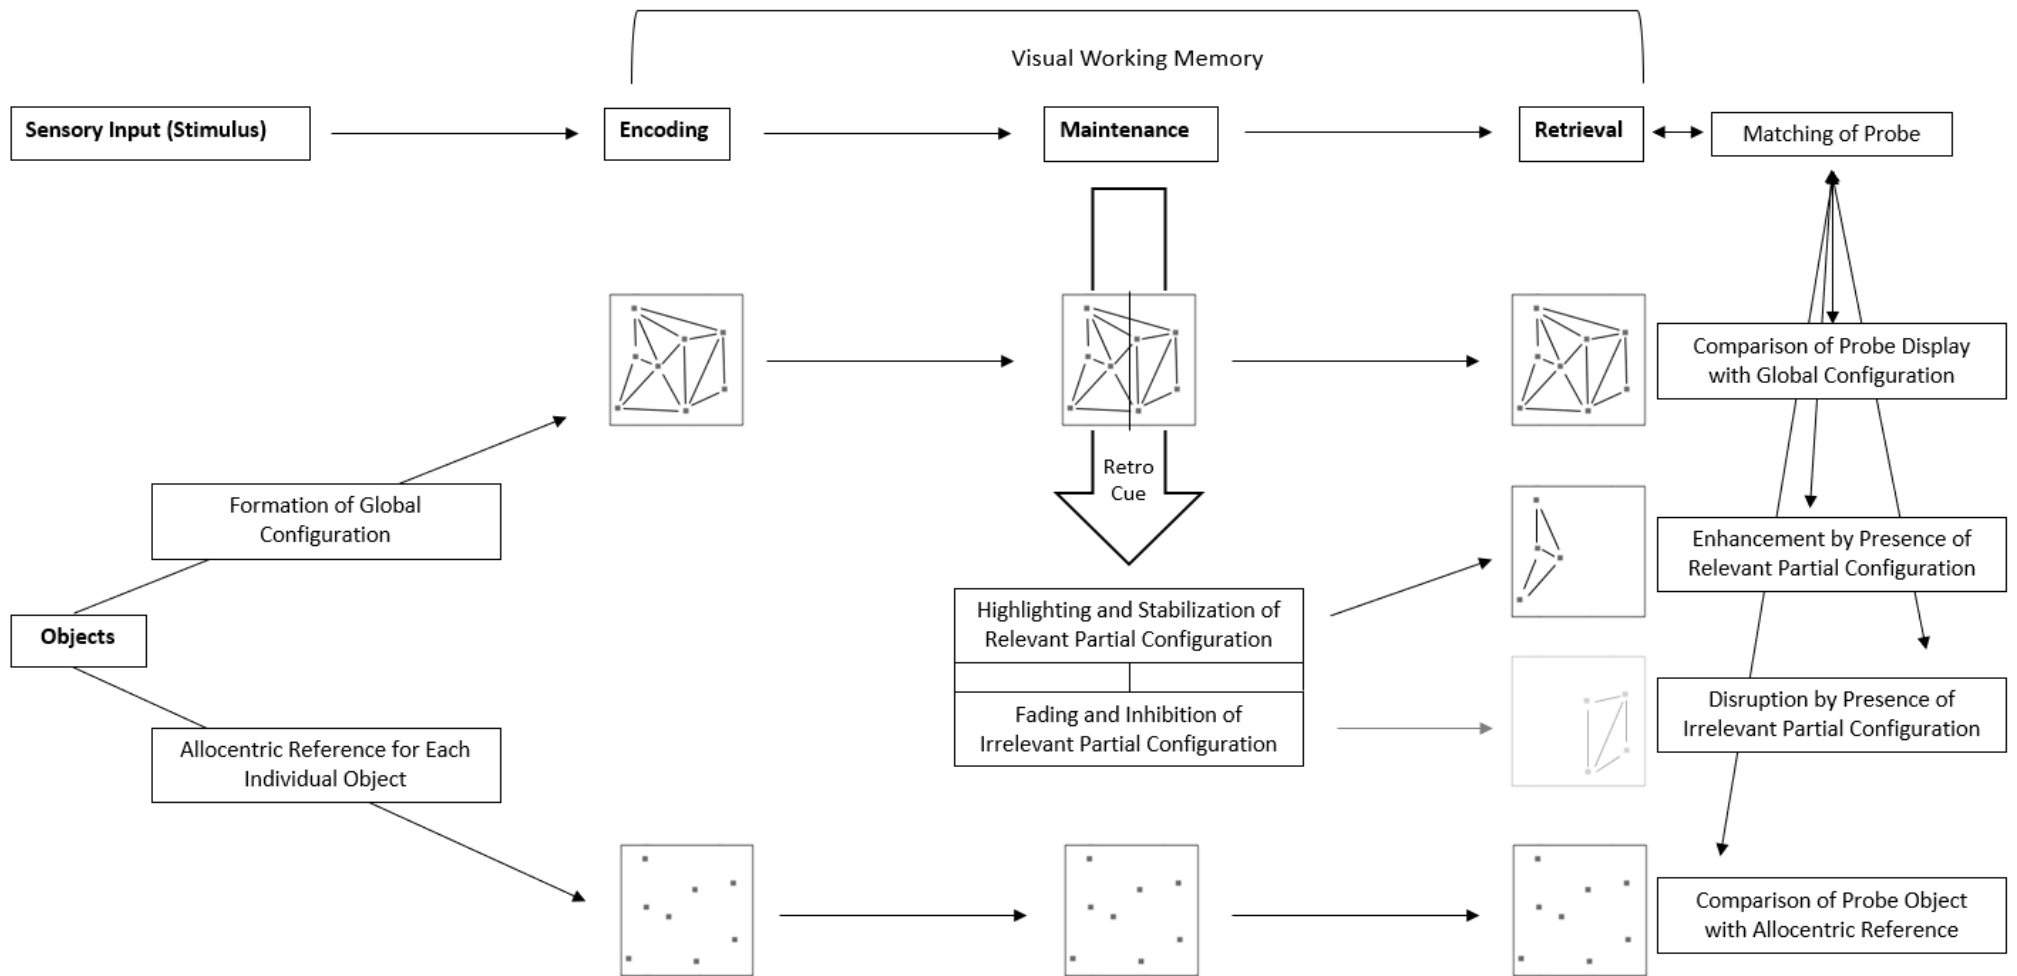 Visual Working Memory
Sensory Input (Stimulus)
Encoding
Maintenance
Retrieval
Matching of Probe
Comparison of Probe Display
with Global Configuration
Retro
Cue
Formation of Global
Configuration
Enhancement by Presence of
Relevant Partial Configuration
Highlighting and Stabilization of
Relevant Partial Configuration
Objects
Fading and Inhibition of
Irrelevant Partial Configuration
Disruption by Presence of
Irrelevant Partial Configuration
Allocentric Reference for Each
Individual Object
Comparison of Probe Object
with Allocentric Reference